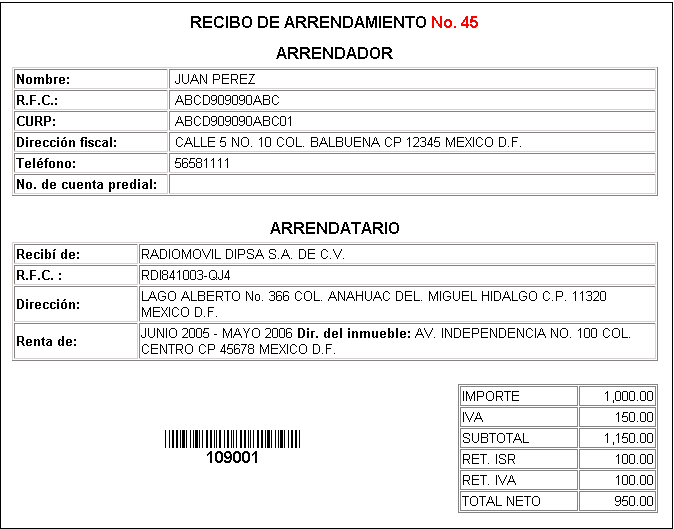 RECIBO DE ARRENDAMIENTO No. 45
ARRENDADOR
Nombre: JUAN PEREZ
R.F.C.: ABCD909090ABC
CURP: ABCD909090ABC01
Dirección fiscal: CALLE 5 NO. 10 COL. BALBUENA CP 12345 MEXICO D.F.
Teléfono: 56581111
No. de cuenta predial:
ARRENDATARIO
Recibí de: RADIOMOVIL DIPSA S.A. DE C.V.
R.F.C. : RDI841003-QJ4
Dirección: LAGO ALBERTO No. 366 COL. ANAHUAC DEL. MIGUEL HIDALGO C.P. 11320
MEXICO D.F.
Renta de: JUNIO 2005 - MAYO 2006 Dir. del inmueble: AV. INDEPENDENCIA NO. 100 COL.
CENTRO CP 45678 MEXICO D.F.
IMPORTE 1,000.00
IVA 150.00
SUBTOTAL 1,150.00
RET. ISR 100.00
RET. IVA 100.00
TOTAL NETO 950.00
109001